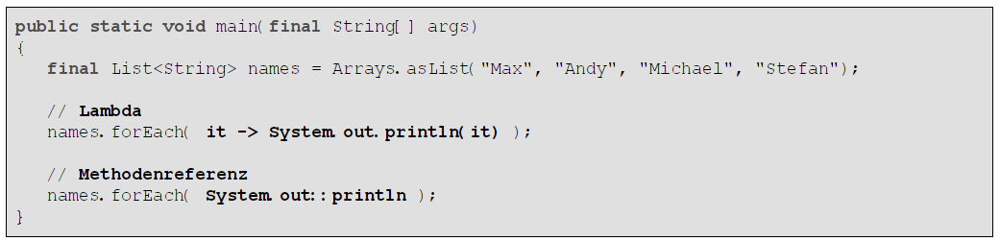 public static void main(final String[] args)
{
    final List<String> names = Arrays.asList("Max", "Andy", "Michael", "Stefan");
    // Lambda
    names.forEach( it -> System.out.println(it) );
    // Methodenreferenz
    names.forEach( System.out::println );
}